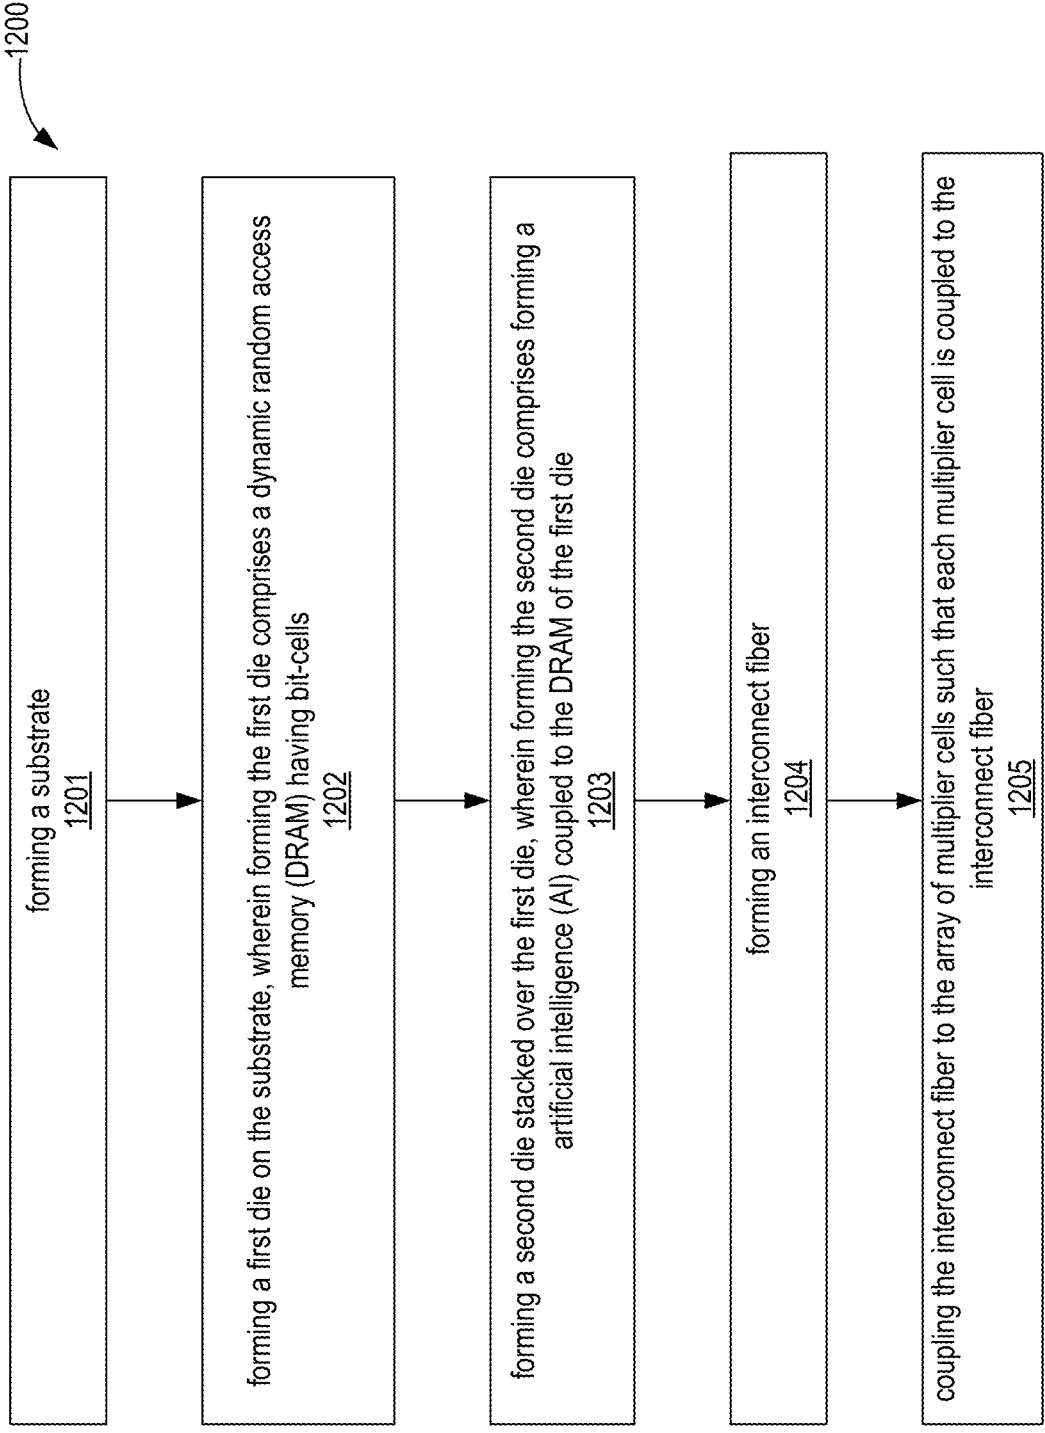 1200
forming a substrate
1201
forming a first die on the substrate, wherein forming the first die comprises a dynamic random access
memory (DRAM) having bit-cells
1202
forming a second die stacked over the first die, wherein forming the second die comprises forming a
artificial intelligence (AI) coupled to the DRAM of the first die
1203
forming an interconnect fiber
1204
coupling the interconnect fiber to the array of multiplier cells such that each multiplier cell is coupled to the
interconnect fiber
1205